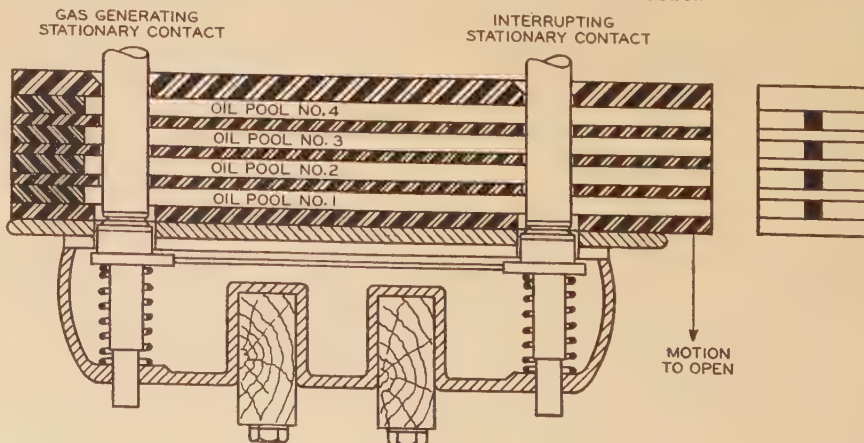 GAS GENERATING
STATIONARY CONTACT
INTERRUPTING
STATIONARY CONTACT
OIL POOL NO. 4
OIL POOL NO. 3
OIL POOL NO. 2
OIL POOL NO. 1
MOTION
TO OPEN